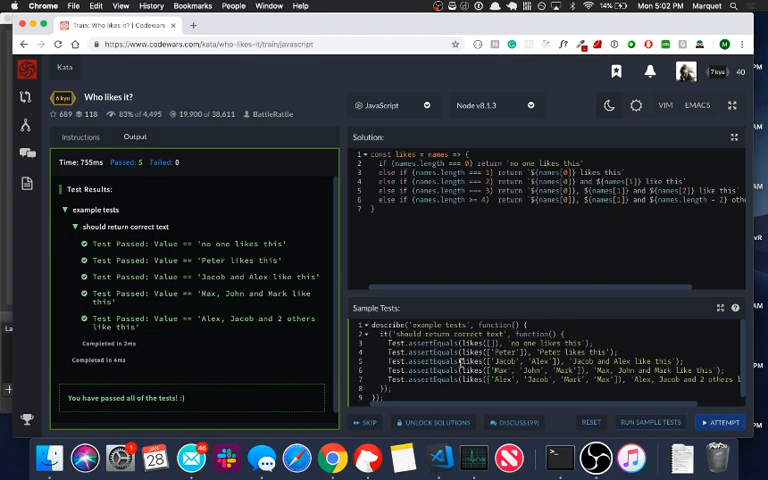 Chrome File Edit View History Bookmarks People Window Help 14% Mon 5:02 PM Marquet
Train: Who likes it?
https://www.codewars.com/kata/who-likes-it/train/javascript
Kata
7 kyu 40
6 kyu Who likes it?
689 118 83% of 4,495 19,900 of 38,611 BattleRattle
JavaScript Node v8.1.3 VIM EMACS
Instructions Output
Time: 755ms Passed: 5 Failed: 0
Test Results:
example tests
should return correct text
Test Passed: Value == 'no one likes this'
Test Passed: Value == 'Peter likes this'
Test Passed: Value == 'Jacob and Alex like this'
Test Passed: Value == 'Max, John and Mark like
this'
Test Passed: Value == 'Alex, Jacob and 2 others
like this'
Completed in 2ms
Completed in 4ms
You have passed all of the tests! :)
Solution:
1 const likes = names => {
2 if (names.length === 0) return 'no one likes this'
3 else if (names.length === 1) return `${names[0]} likes this`
4 else if (names.length === 2) return `${names[0]} and ${names[1]} like this`
5 else if (names.length === 3) return `${names[0]}, ${names[1]} and ${names[2]} like this`
6 else if (names.length >= 4) return `${names[0]}, ${names[1]} and ${names.length - 2} othe
7 }
Sample Tests:
1 describe('example tests', function() {
2 it('should return correct text', function() {
3 Test.assertEquals(likes([]), 'no one likes this');
4 Test.assertEquals(likes(['Peter']), 'Peter likes this');
5 Test.assertEquals(likes(['Jacob', 'Alex']), 'Jacob and Alex like this');
6 Test.assertEquals(likes(['Max', 'John', 'Mark']), 'Max, John and Mark like this');
7 Test.assertEquals(likes(['Alex', 'Jacob', 'Mark', 'Max']), 'Alex, Jacob and 2 others l
8 });
9 });
SKIP UNLOCK SOLUTIONS DISCUSS (99) RESET RUN SAMPLE TESTS ATTEMPT